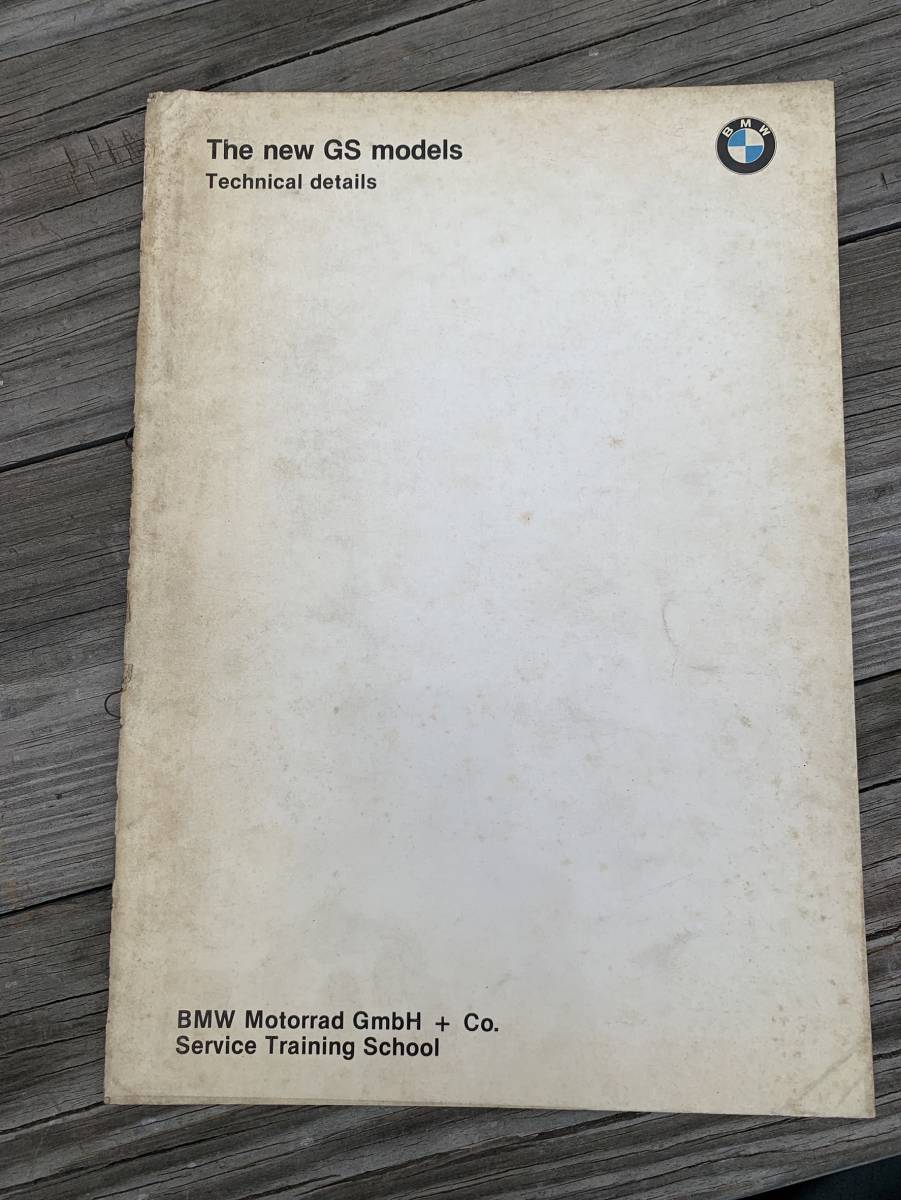 The new GS models
Technical details
BMW
BMW Motorrad GmbH + Co.
Service Training School